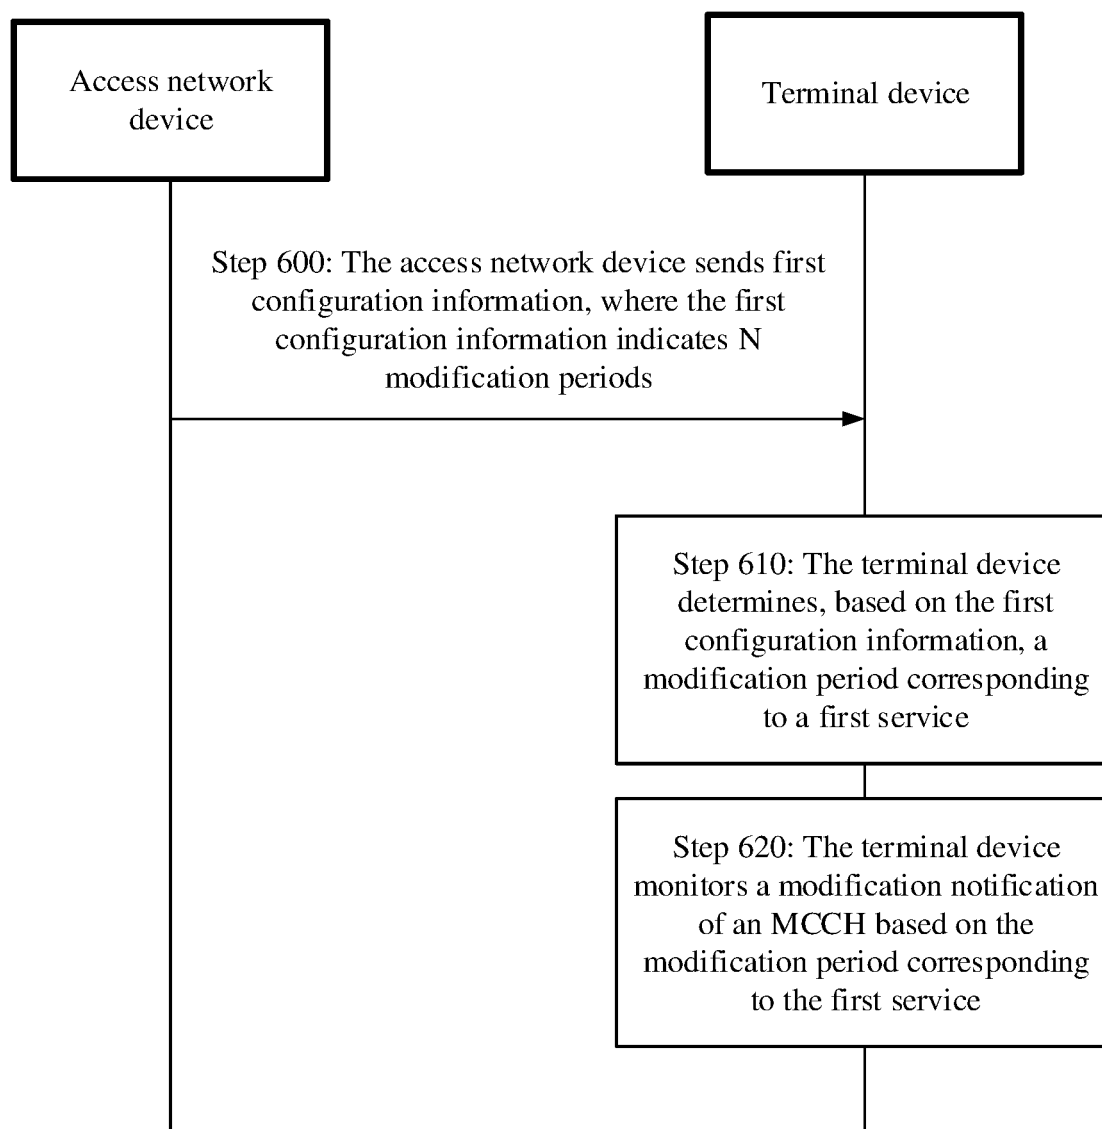 Access network
device
Terminal device
Step 600: The access network device sends first
configuration information, where the first
configuration information indicates N
modification periods
Step 610: The terminal device
determines, based on the first
configuration information, a
modification period corresponding
to a first service
Step 620: The terminal device
monitors a modification notification
of an MCCH based on the
modification period corresponding
to the first service